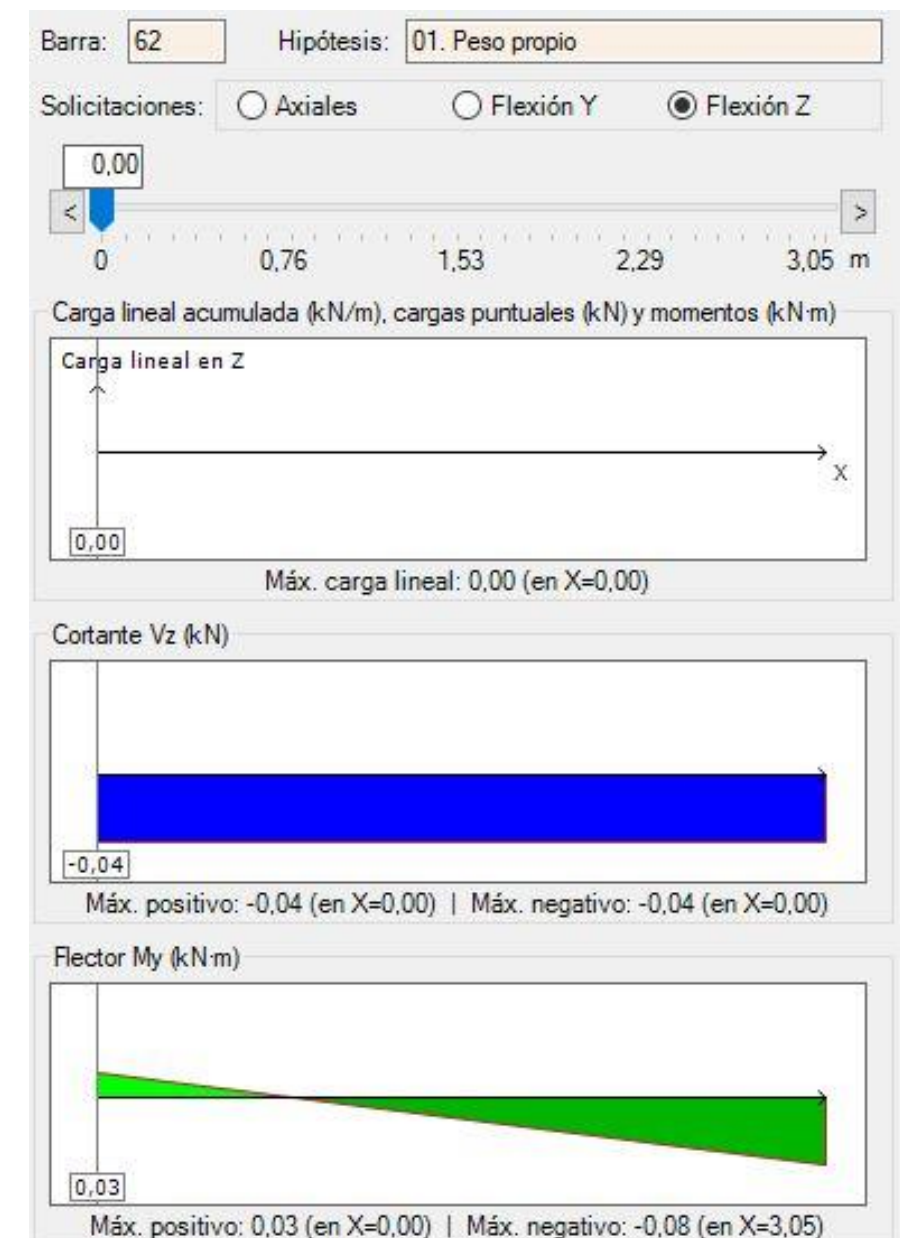 Barra: 62 Hipótesis: 01. Peso propio
Solicitaciones: Axiales Flexión Y Flexión Z
0,00
< >
0 0,76 1,53 2,29 3,05 m
Carga lineal acumulada (kN/m), cargas puntuales (kN) y momentos (kN·m)
Carga lineal en Z
X
0,00
Máx. carga lineal: 0,00 (en X=0,00)
Cortante Vz (kN)
-0,04
Máx. positivo: -0,04 (en X=0,00) | Máx. negativo: -0,04 (en X=0,00)
Flector My (kN·m)
0,03
Máx. positivo: 0,03 (en X=0,00) | Máx. negativo: -0,08 (en X=3,05)